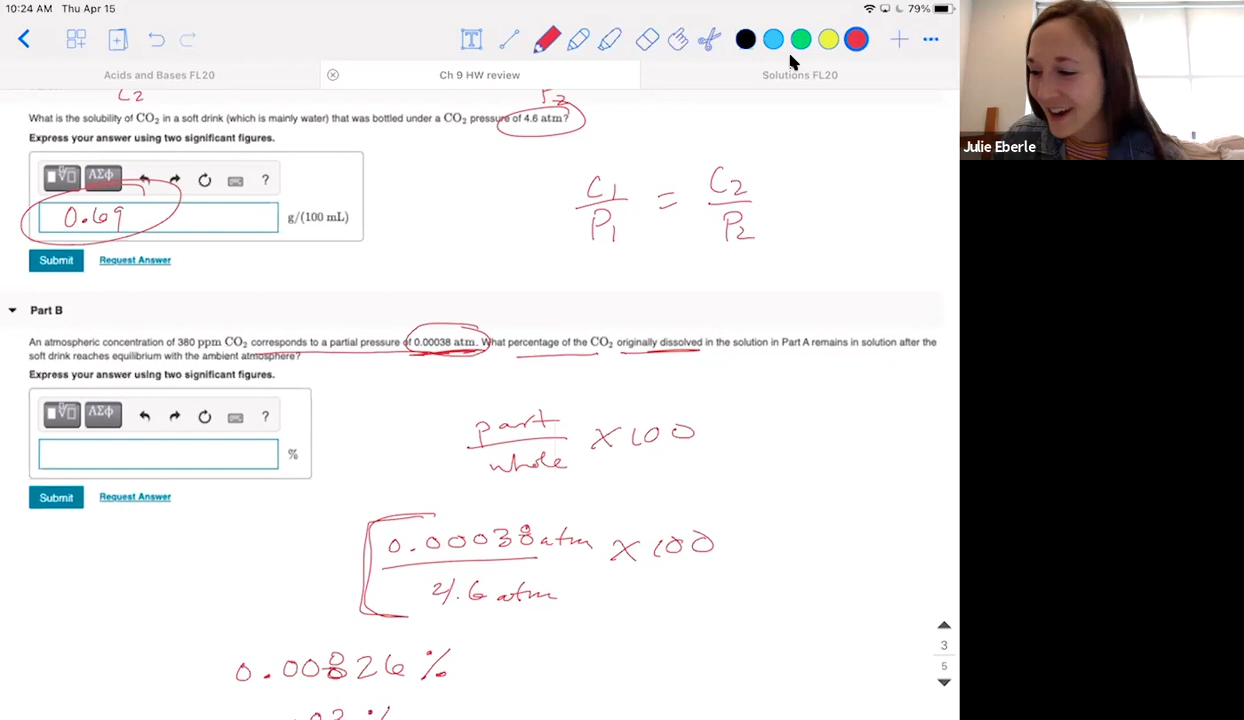 10:24 AM Thu Apr 15
79%
Acids and Bases FL20
Ch 9 HW review
Solutions FL20
C2
What is the solubility of CO2 in a soft drink (which is mainly water) that was bottled under a CO2 pressure of 4.6 atm?
Express your answer using two significant figures.
ΑΣΦ
?
0.69
g/(100 mL)
C1/P1 = C2/P2
Submit
Request Answer
Part B
An atmospheric concentration of 380 ppm CO2 corresponds to a partial pressure of 0.00038 atm. What percentage of the CO2 originally dissolved in the solution in Part A remains in solution after the
soft drink reaches equilibrium with the ambient atmosphere?
Express your answer using two significant figures.
ΑΣΦ
?
%
Submit
Request Answer
part
whole
x 100
0.00038 atm
4.6 atm
x 100
0.00826 %
3
5
Julie Eberle